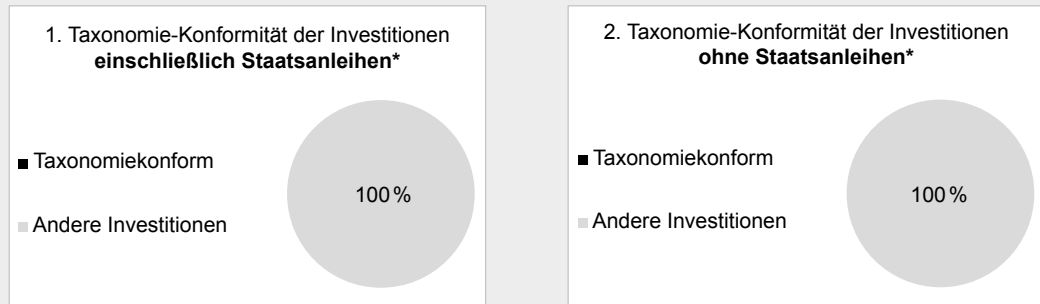 1. Taxonomie-Konformität der Investitionen
einschließlich Staatsanleihen*
Taxonomiekonform
Andere Investitionen
100 %
2. Taxonomie-Konformität der Investitionen
ohne Staatsanleihen*
Taxonomiekonform
Andere Investitionen
100 %